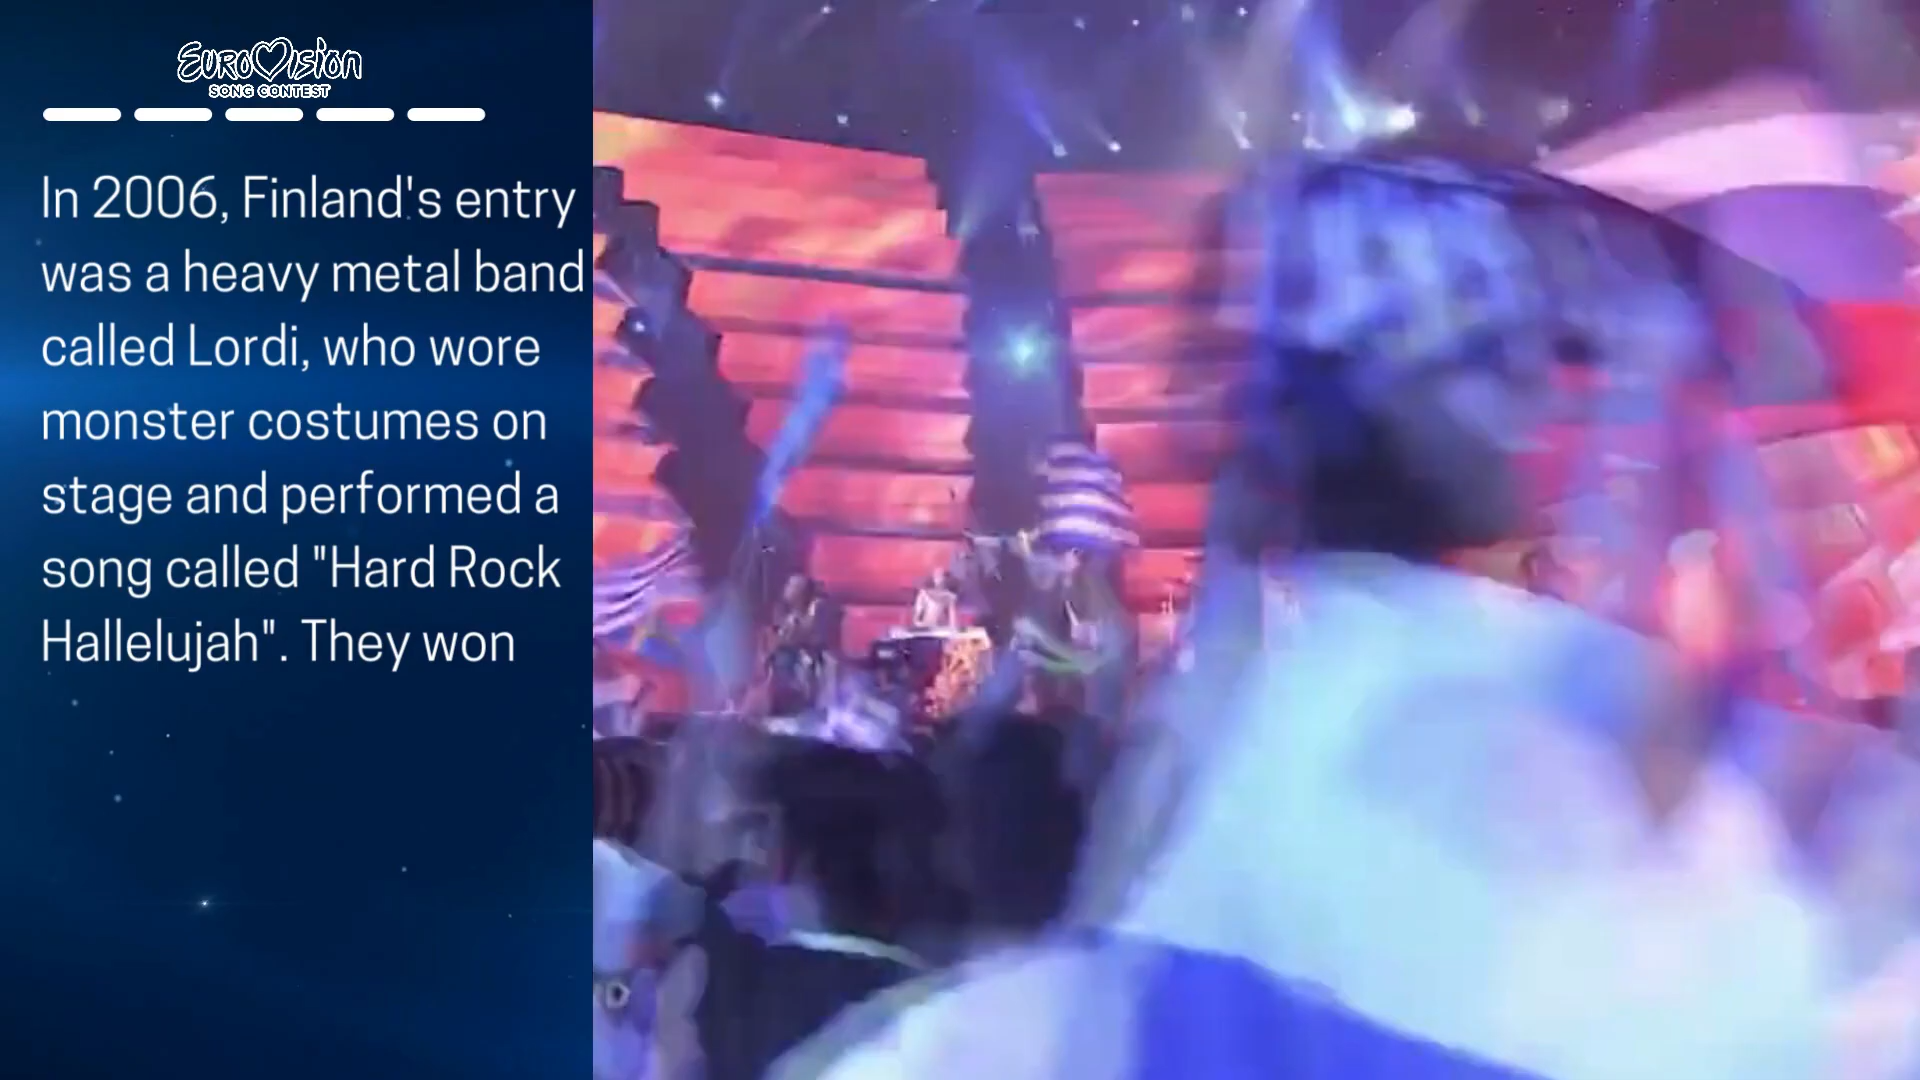 EUROVISION
SONG CONTEST
In 2006, Finland's entry
was a heavy metal band
called Lordi, who wore
monster costumes on
stage and performed a
song called "Hard Rock
Hallelujah". They won